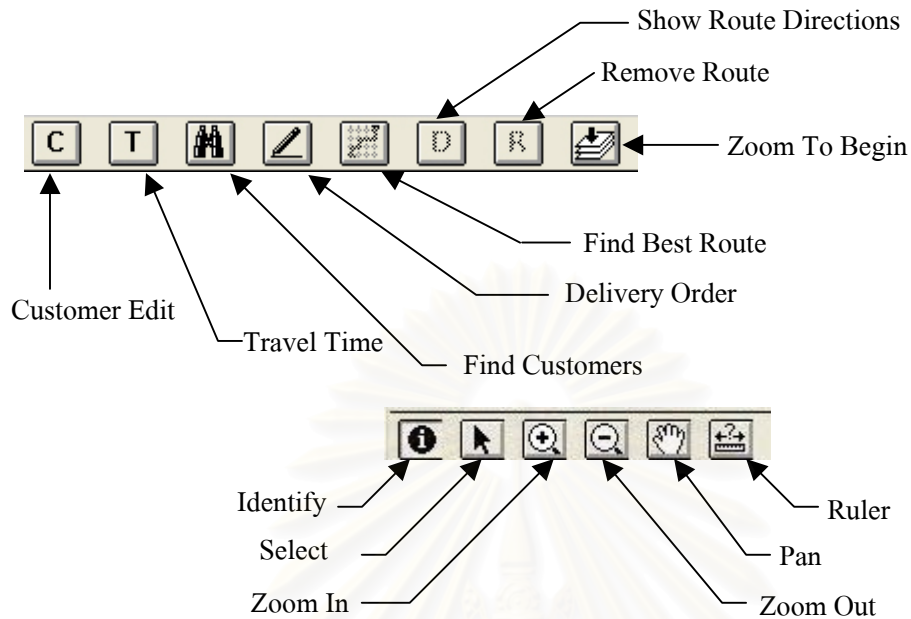 Show Route Directions
Remove Route
C T D R
Zoom To Begin
Find Best Route
Delivery Order
Customer Edit
Travel Time
Find Customers
Identify
Ruler
Select
Pan
Zoom In
Zoom Out